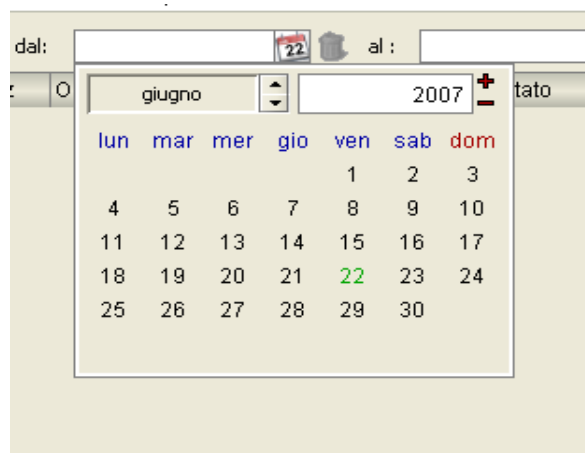 dal: 22 al :
O tato
giugno 2007
lun mar mer gio ven sab dom
1 2 3
4 5 6 7 8 9 10
11 12 13 14 15 16 17
18 19 20 21 22 23 24
25 26 27 28 29 30